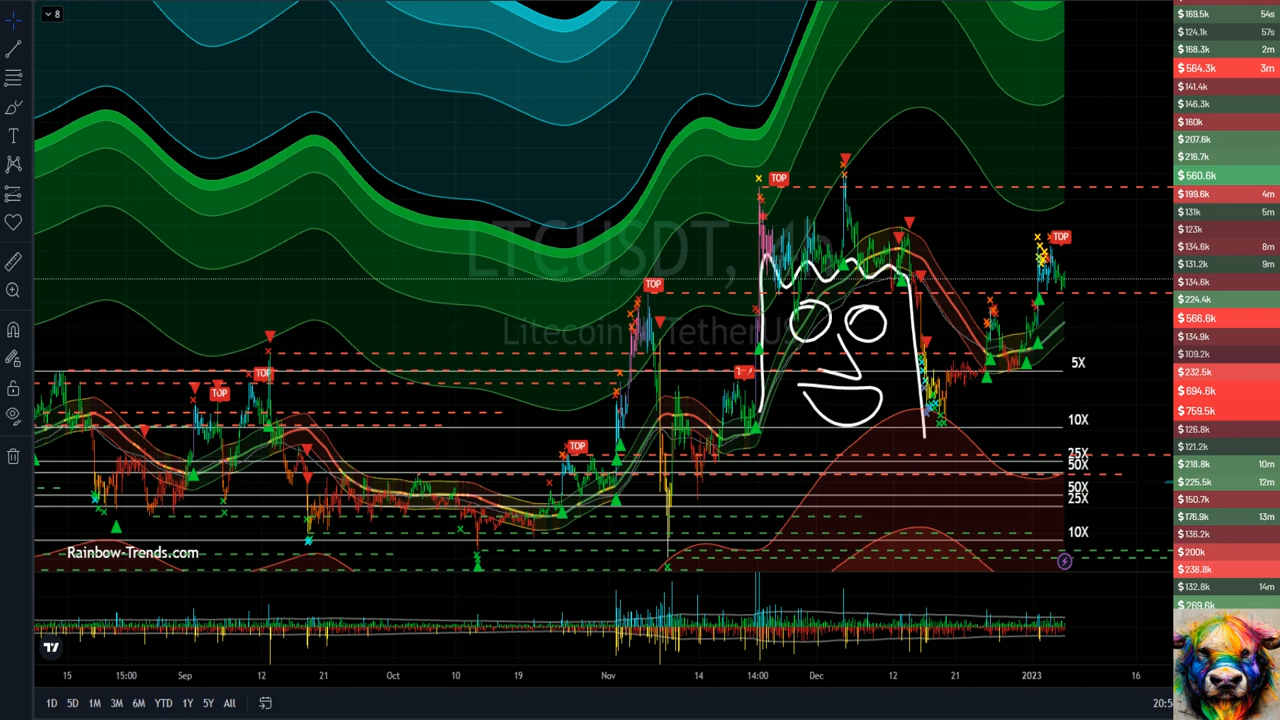 8
TOP
TOP
TOP
TOP
TOP
TOP
LTCUSDT, 1h
Litecoin / TetherUS
5X
10X
25X
50X
50X
25X
10X
Rainbow-Trends.com
15 15:00 Sep 12 21 Oct 10 19 Nov 14 14:00 Dec 12 21 2023 16
1D 5D 1M 3M 6M YTD 1Y 5Y All
20:5
$169.5k 54s
$124.1k 57s
$168.3k 2m
$564.3k 3m
$141.4k
$146.3k
$160k
$207.6k
$216.7k
$560.6k
$199.6k 4m
$131k 5m
$123k
$134.6k 8m
$131.2k 9m
$134.6k
$224.4k
$566.6k
$134.9k
$109.2k
$232.5k
$694.6k
$759.5k
$126.8k
$121.2k
$218.8k 10m
$225.5k 12m
$150.7k
$176.9k 13m
$136.2k
$200k
$238.8k
$132.8k 14m
$269.6k